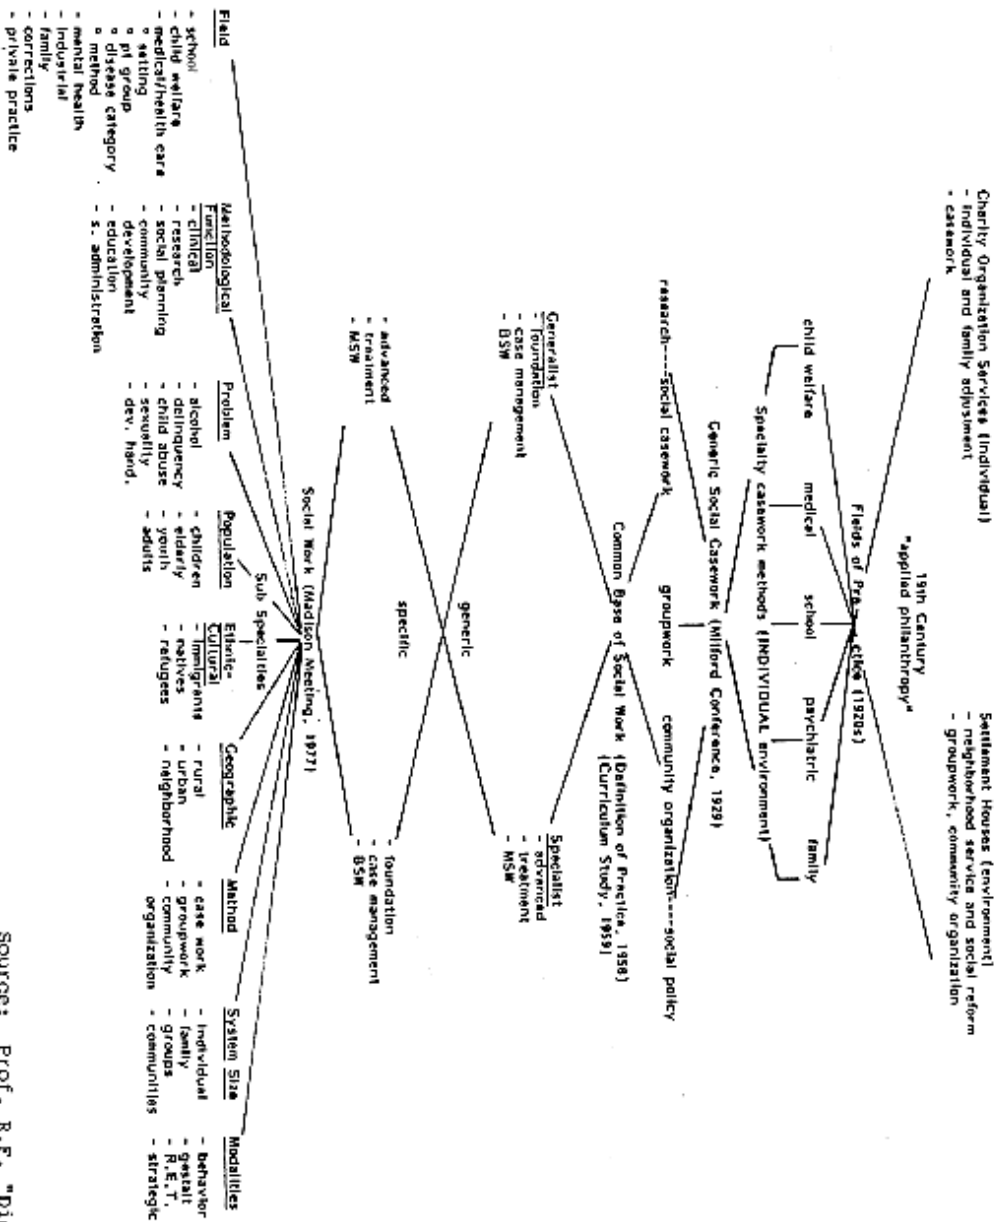 19th Century
"applied philanthropy"
Charity Organization Services (individual)
- individual and family adjustment
- casework
Settlement Houses (environment)
- neighborhood service and social reform
- groupwork, community organization
Fields of Pra ctice (1920s)
child welfare
medical
school
psychiatric
family
Specialty casework methods (INDIVIDUAL environment)
Generic Social Casework (Milford Conference, 1929)
research----social casework
groupwork
community organization----social policy
Common Base of Social Work (Definition of Practice, 1958)
(Curriculum Study, 1959)
Generalist
- foundation
- case management
- BSW
Specialist
- advanced
- treatment
- MSW
generic
specific
- advanced
- treatment
- MSW
- foundation
- case management
- BSW
Social Work (Madison Meeting, 1977)
Sub Specialties
Field
- school
- child welfare
- medical/health care
° setting
° pt group
° disease category
° method
- mental health
- industrial
- family
- corrections
- private practice
Methodological
Function
- clinical
- research
- social planning
- community
development
- education
- s. administration
Problem
- alcohol
- delinquency
- child abuse
- sexuality
- dev. hand.
Population
- children
- elderly
- youth
- adults
Ethnic-
Cultural
- immigrants
- natives
- refugees
Geographic
- rural
- urban
- neighborhood
Method
- case work
- groupwork
- community
organization
System Size
- individual
- family
- groups
- communities
Modalities
- behavior
- gestalt
- R.E.T.
- strategic
Source: Prof. R.F. "Di